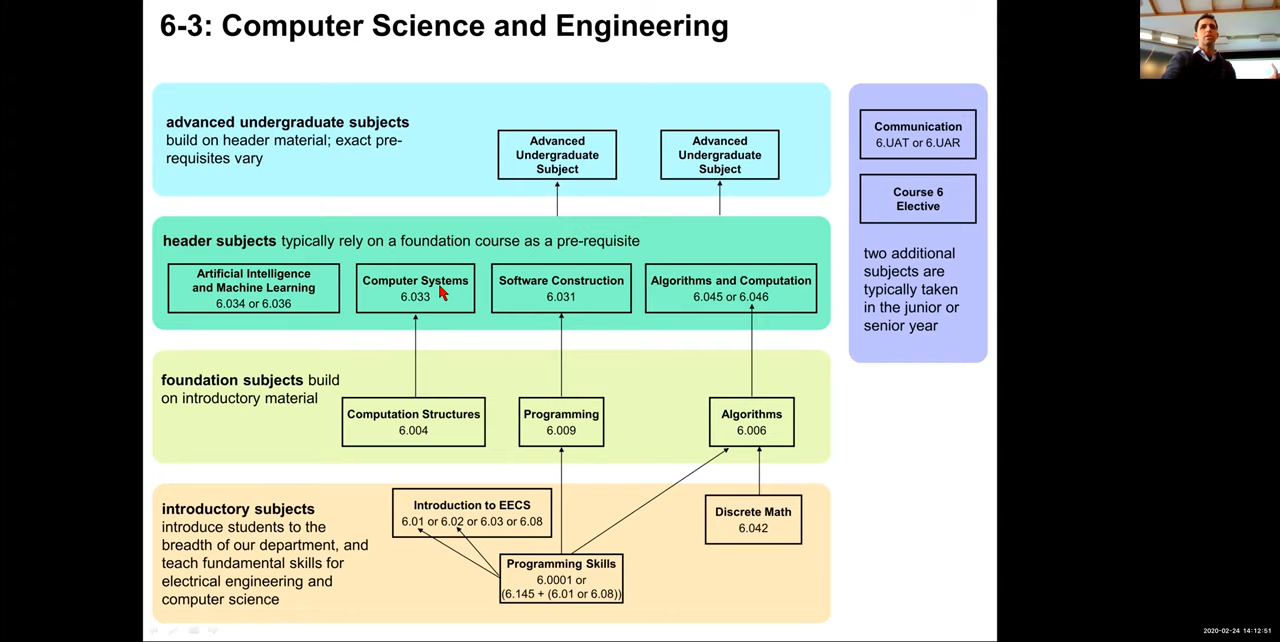 6-3: Computer Science and Engineering
advanced undergraduate subjects
build on header material; exact pre-
requisites vary
Advanced
Undergraduate
Subject
Advanced
Undergraduate
Subject
header subjects typically rely on a foundation course as a pre-requisite
Artificial Intelligence
and Machine Learning
6.034 or 6.036
Computer Systems
6.033
Software Construction
6.031
Algorithms and Computation
6.045 or 6.046
foundation subjects build
on introductory material
Computation Structures
6.004
Programming
6.009
Algorithms
6.006
introductory subjects
introduce students to the
breadth of our department, and
teach fundamental skills for
electrical engineering and
computer science
Introduction to EECS
6.01 or 6.02 or 6.03 or 6.08
Discrete Math
6.042
Programming Skills
6.0001 or
(6.145 + (6.01 or 6.08))
Communication
6.UAT or 6.UAR
Course 6
Elective
two additional
subjects are
typically taken
in the junior or
senior year
2020-02-24 14:12:51